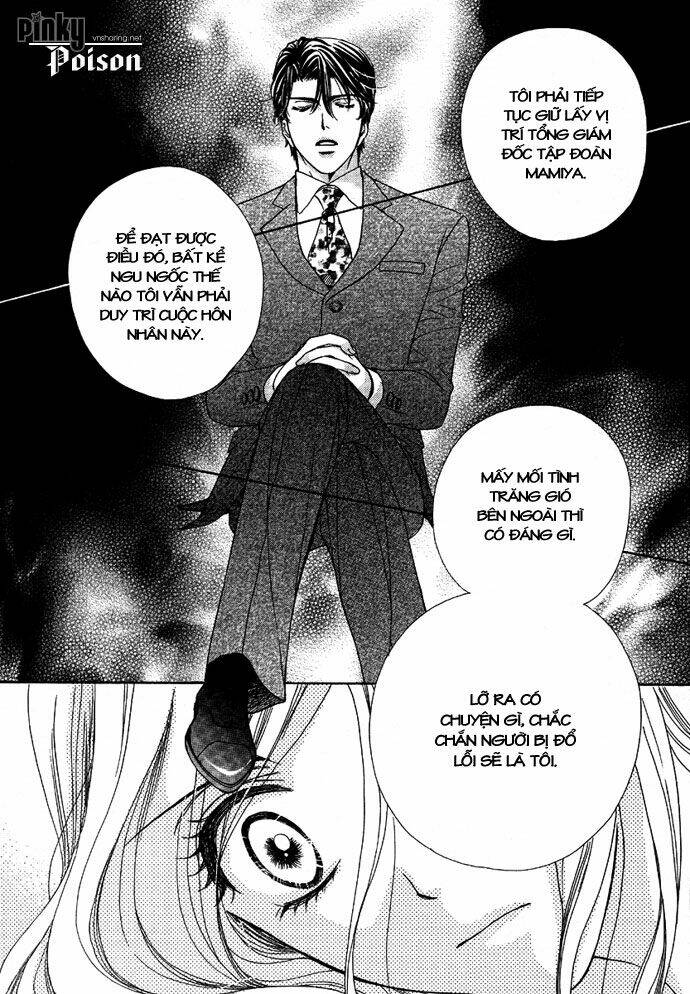 Pinky
vnsharing.net
Poison
TÔI PHẢI TIẾP
TỤC GIỮ LẤY VỊ
TRÍ TỔNG GIÁM
ĐỐC TẬP ĐOÀN
MAMIYA.
ĐỂ ĐẠT ĐƯỢC
ĐIỀU ĐÓ, BẤT KỂ
NGU NGỐC THẾ
NÀO TÔI VẪN PHẢI
DUY TRÌ CUỘC HÔN
NHÂN NÀY.
MẤY MỐI TÌNH
TRĂNG GIÓ
BÊN NGOÀI THÌ
CÓ ĐÁNG GÌ.
LỠ RA CÓ
CHUYỆN GÌ, CHẮC
CHẮN NGƯỜI BỊ ĐỔ
LỖI SẼ LÀ TÔI.